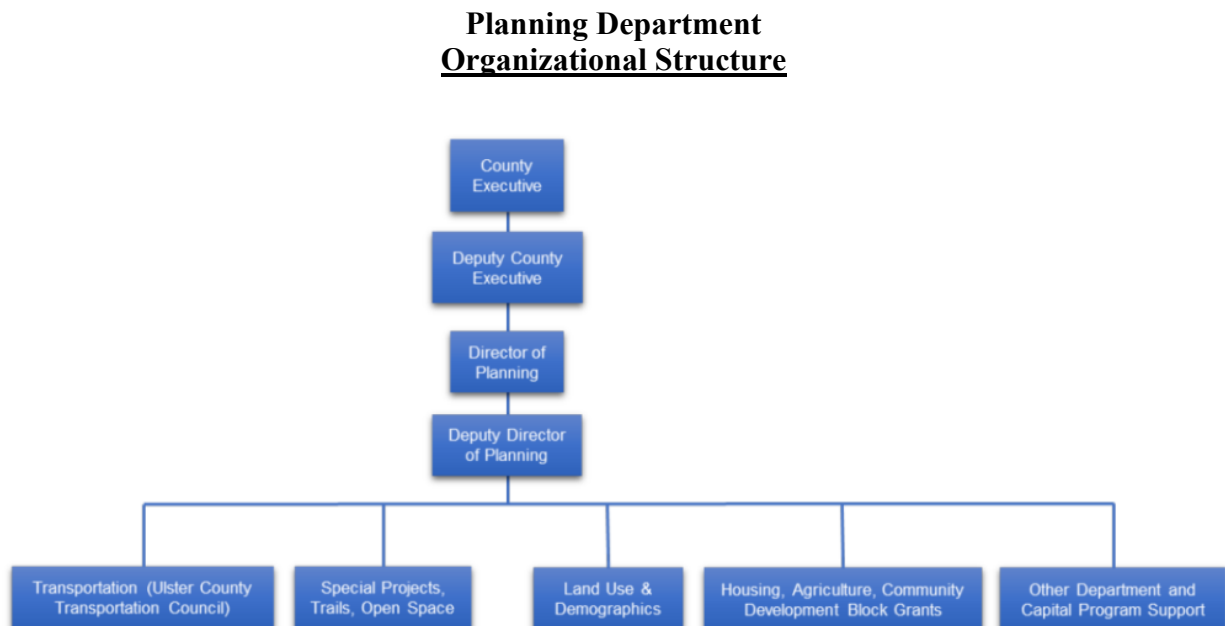 Planning Department
Organizational Structure
County
Executive
Deputy County
Executive
Director of
Planning
Deputy Director
of Planning
Transportation (Ulster County
Transportation Council)
Special Projects,
Trails, Open Space
Land Use &
Demographics
Housing, Agriculture, Community
Development Block Grants
Other Department and
Capital Program Support